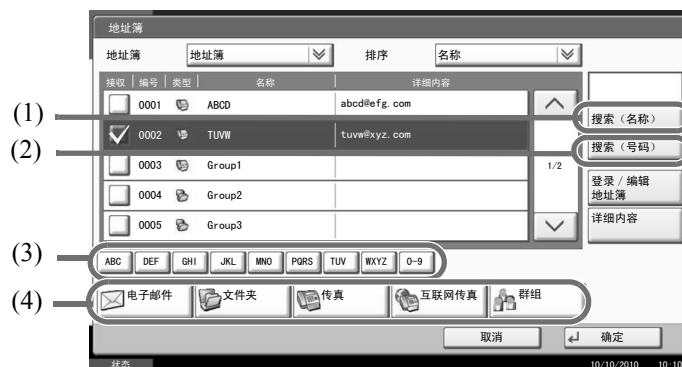 地址簿
地址簿 地址簿 排序 名称
接收 编号 类型 名称 详细内容
0001 ABCD abcd@efg.com
(1) 搜索（名称）
0002 TUVW tuvw@xyz.com
(2) 搜索（号码）
0003 Group1 1/2
登录 / 编辑
地址簿
0004 Group2
0005 Group3 详细内容
(3) ABC DEF GHI JKL MNO PQRS TUV WXYZ 0-9
(4) 电子邮件 文件夹 传真 互联网传真 群组
取消 确定
状态 10/10/2010 10:10